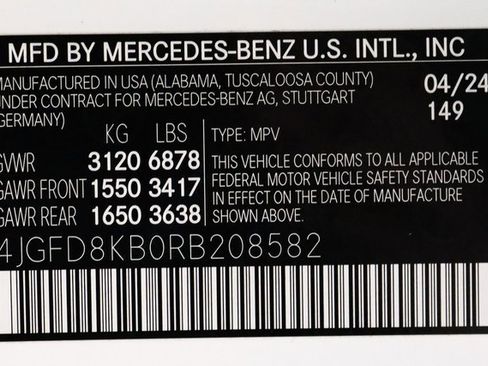 MFD BY MERCEDES-BENZ U.S. INTL., INC
MANUFACTURED IN USA (ALABAMA, TUSCALOOSA COUNTY)
UNDER CONTRACT FOR MERCEDES-BENZ AG, STUTTGART
(GERMANY)
04/24
149
KG LBS
GVWR 3120 6878
GAWR FRONT 1550 3417
GAWR REAR 1650 3638
TYPE: MPV
THIS VEHICLE CONFORMS TO ALL APPLICABLE
FEDERAL MOTOR VEHICLE SAFETY STANDARDS
IN EFFECT ON THE DATE OF MANUFACTURE
SHOWN ABOVE.
4JGFD8KB0RB208582